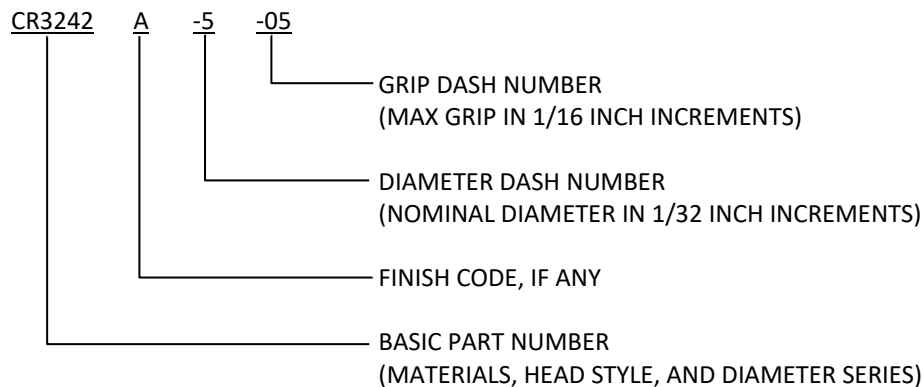 CR3242 A -5 -05
GRIP DASH NUMBER
(MAX GRIP IN 1/16 INCH INCREMENTS)
DIAMETER DASH NUMBER
(NOMINAL DIAMETER IN 1/32 INCH INCREMENTS)
FINISH CODE, IF ANY
BASIC PART NUMBER
(MATERIALS, HEAD STYLE, AND DIAMETER SERIES)